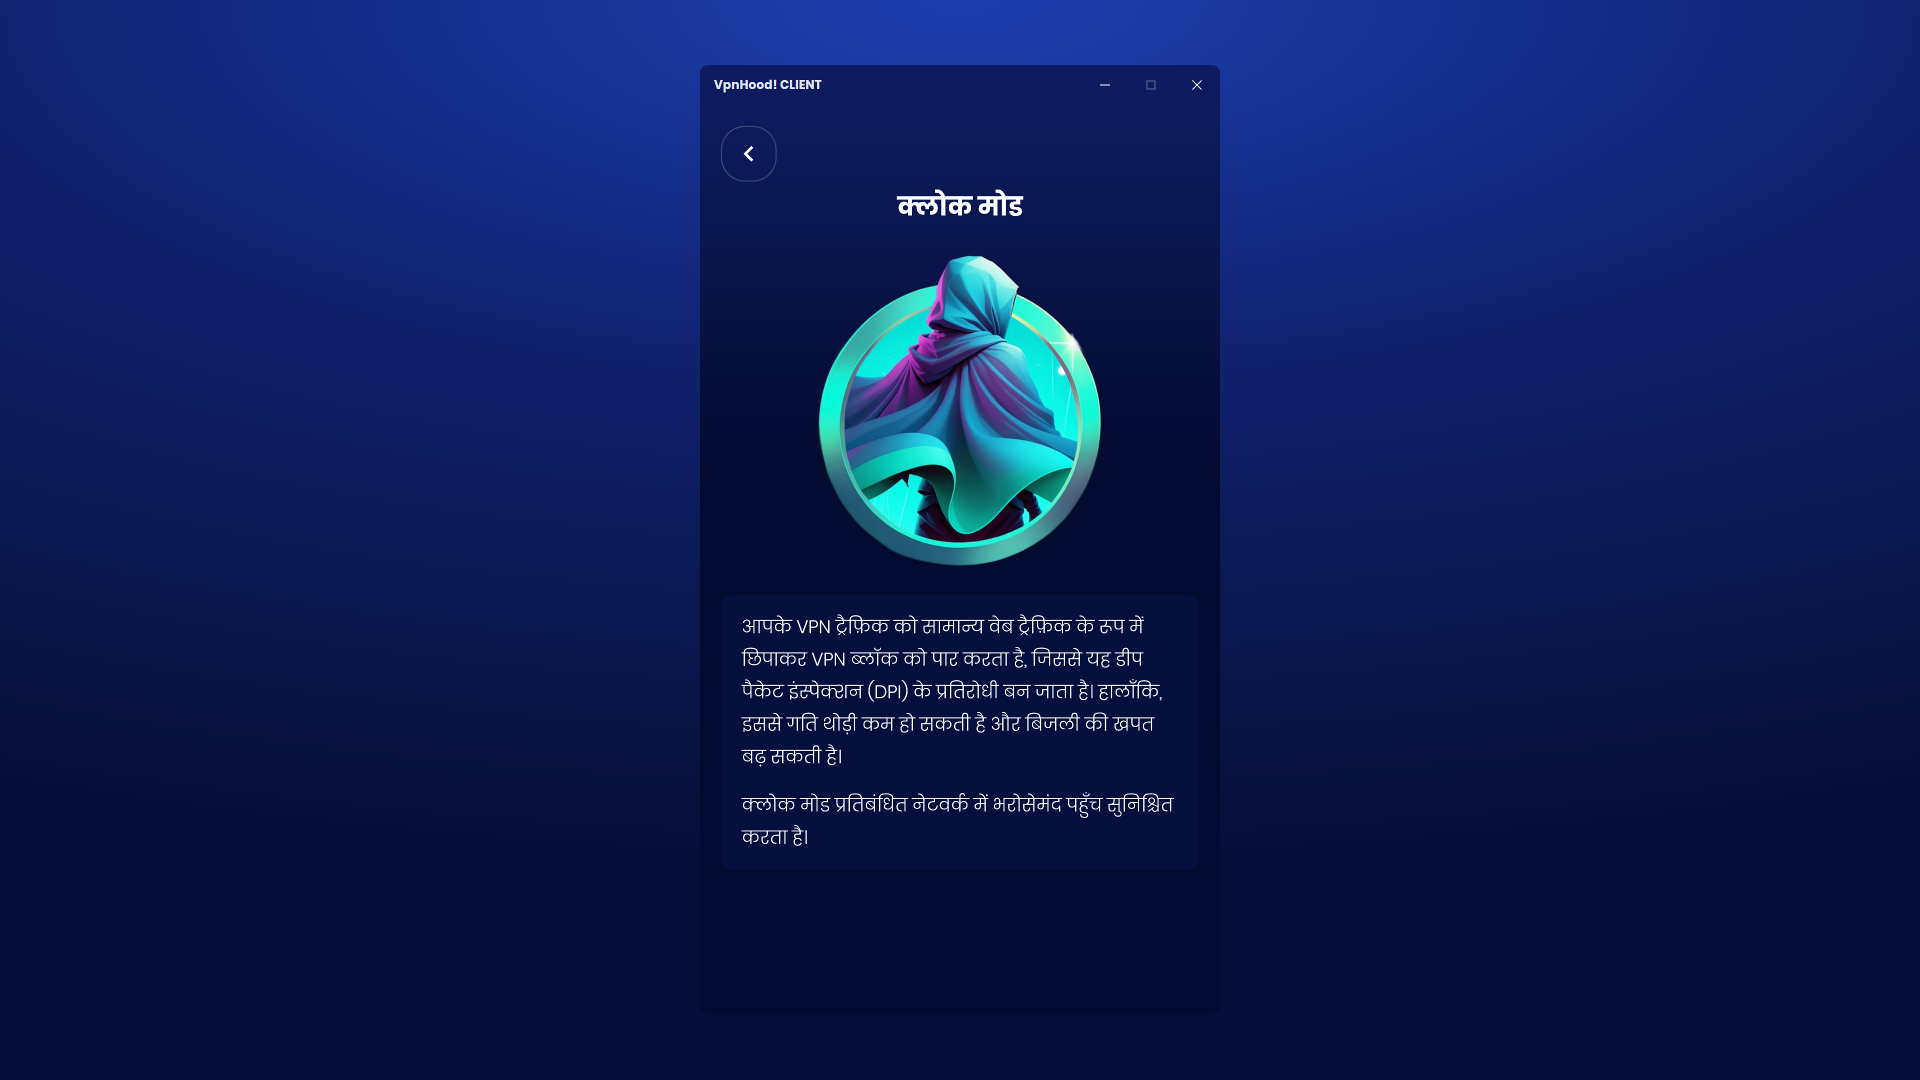 VpnHood! CLIENT
क्लोक मोड
आपके VPN ट्रैफ़िक को सामान्य वेब ट्रैफ़िक के रूप में
छिपाकर VPN ब्लॉक को पार करता है, जिससे यह डीप
पैकेट इंस्पेक्शन (DPI) के प्रतिरोधी बन जाता है। हालाँकि,
इससे गति थोड़ी कम हो सकती है और बिजली की खपत
बढ़ सकती है।
क्लोक मोड प्रतिबंधित नेटवर्क में भरोसेमंद पहुँच सुनिश्चित
करता है।